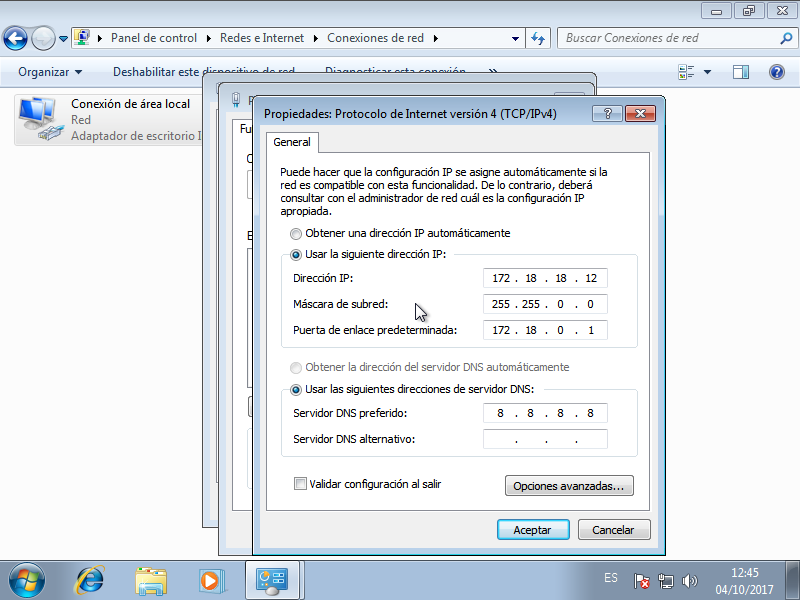 Panel de control
Redes e Internet
Conexiones de red
Buscar Conexiones de red
Organizar
Deshabilitar este dispositivo de red
Diagnosticar esta conexión
»
Conexión de área local
Red
Adaptador de escritorio I
Propiedades: Protocolo de Internet versión 4 (TCP/IPv4)
General
Puede hacer que la configuración IP se asigne automáticamente si la
red es compatible con esta funcionalidad. De lo contrario, deberá
consultar con el administrador de red cuál es la configuración IP
apropiada.
Obtener una dirección IP automáticamente
Usar la siguiente dirección IP:
Dirección IP: 172 . 18 . 18 . 12
Máscara de subred: 255 . 255 . 0 . 0
Puerta de enlace predeterminada: 172 . 18 . 0 . 1
Obtener la dirección del servidor DNS automáticamente
Usar las siguientes direcciones de servidor DNS:
Servidor DNS preferido: 8 . 8 . 8 . 8
Servidor DNS alternativo: . . .
Validar configuración al salir
Opciones avanzadas...
Aceptar
Cancelar
ES
12:45
04/10/2017